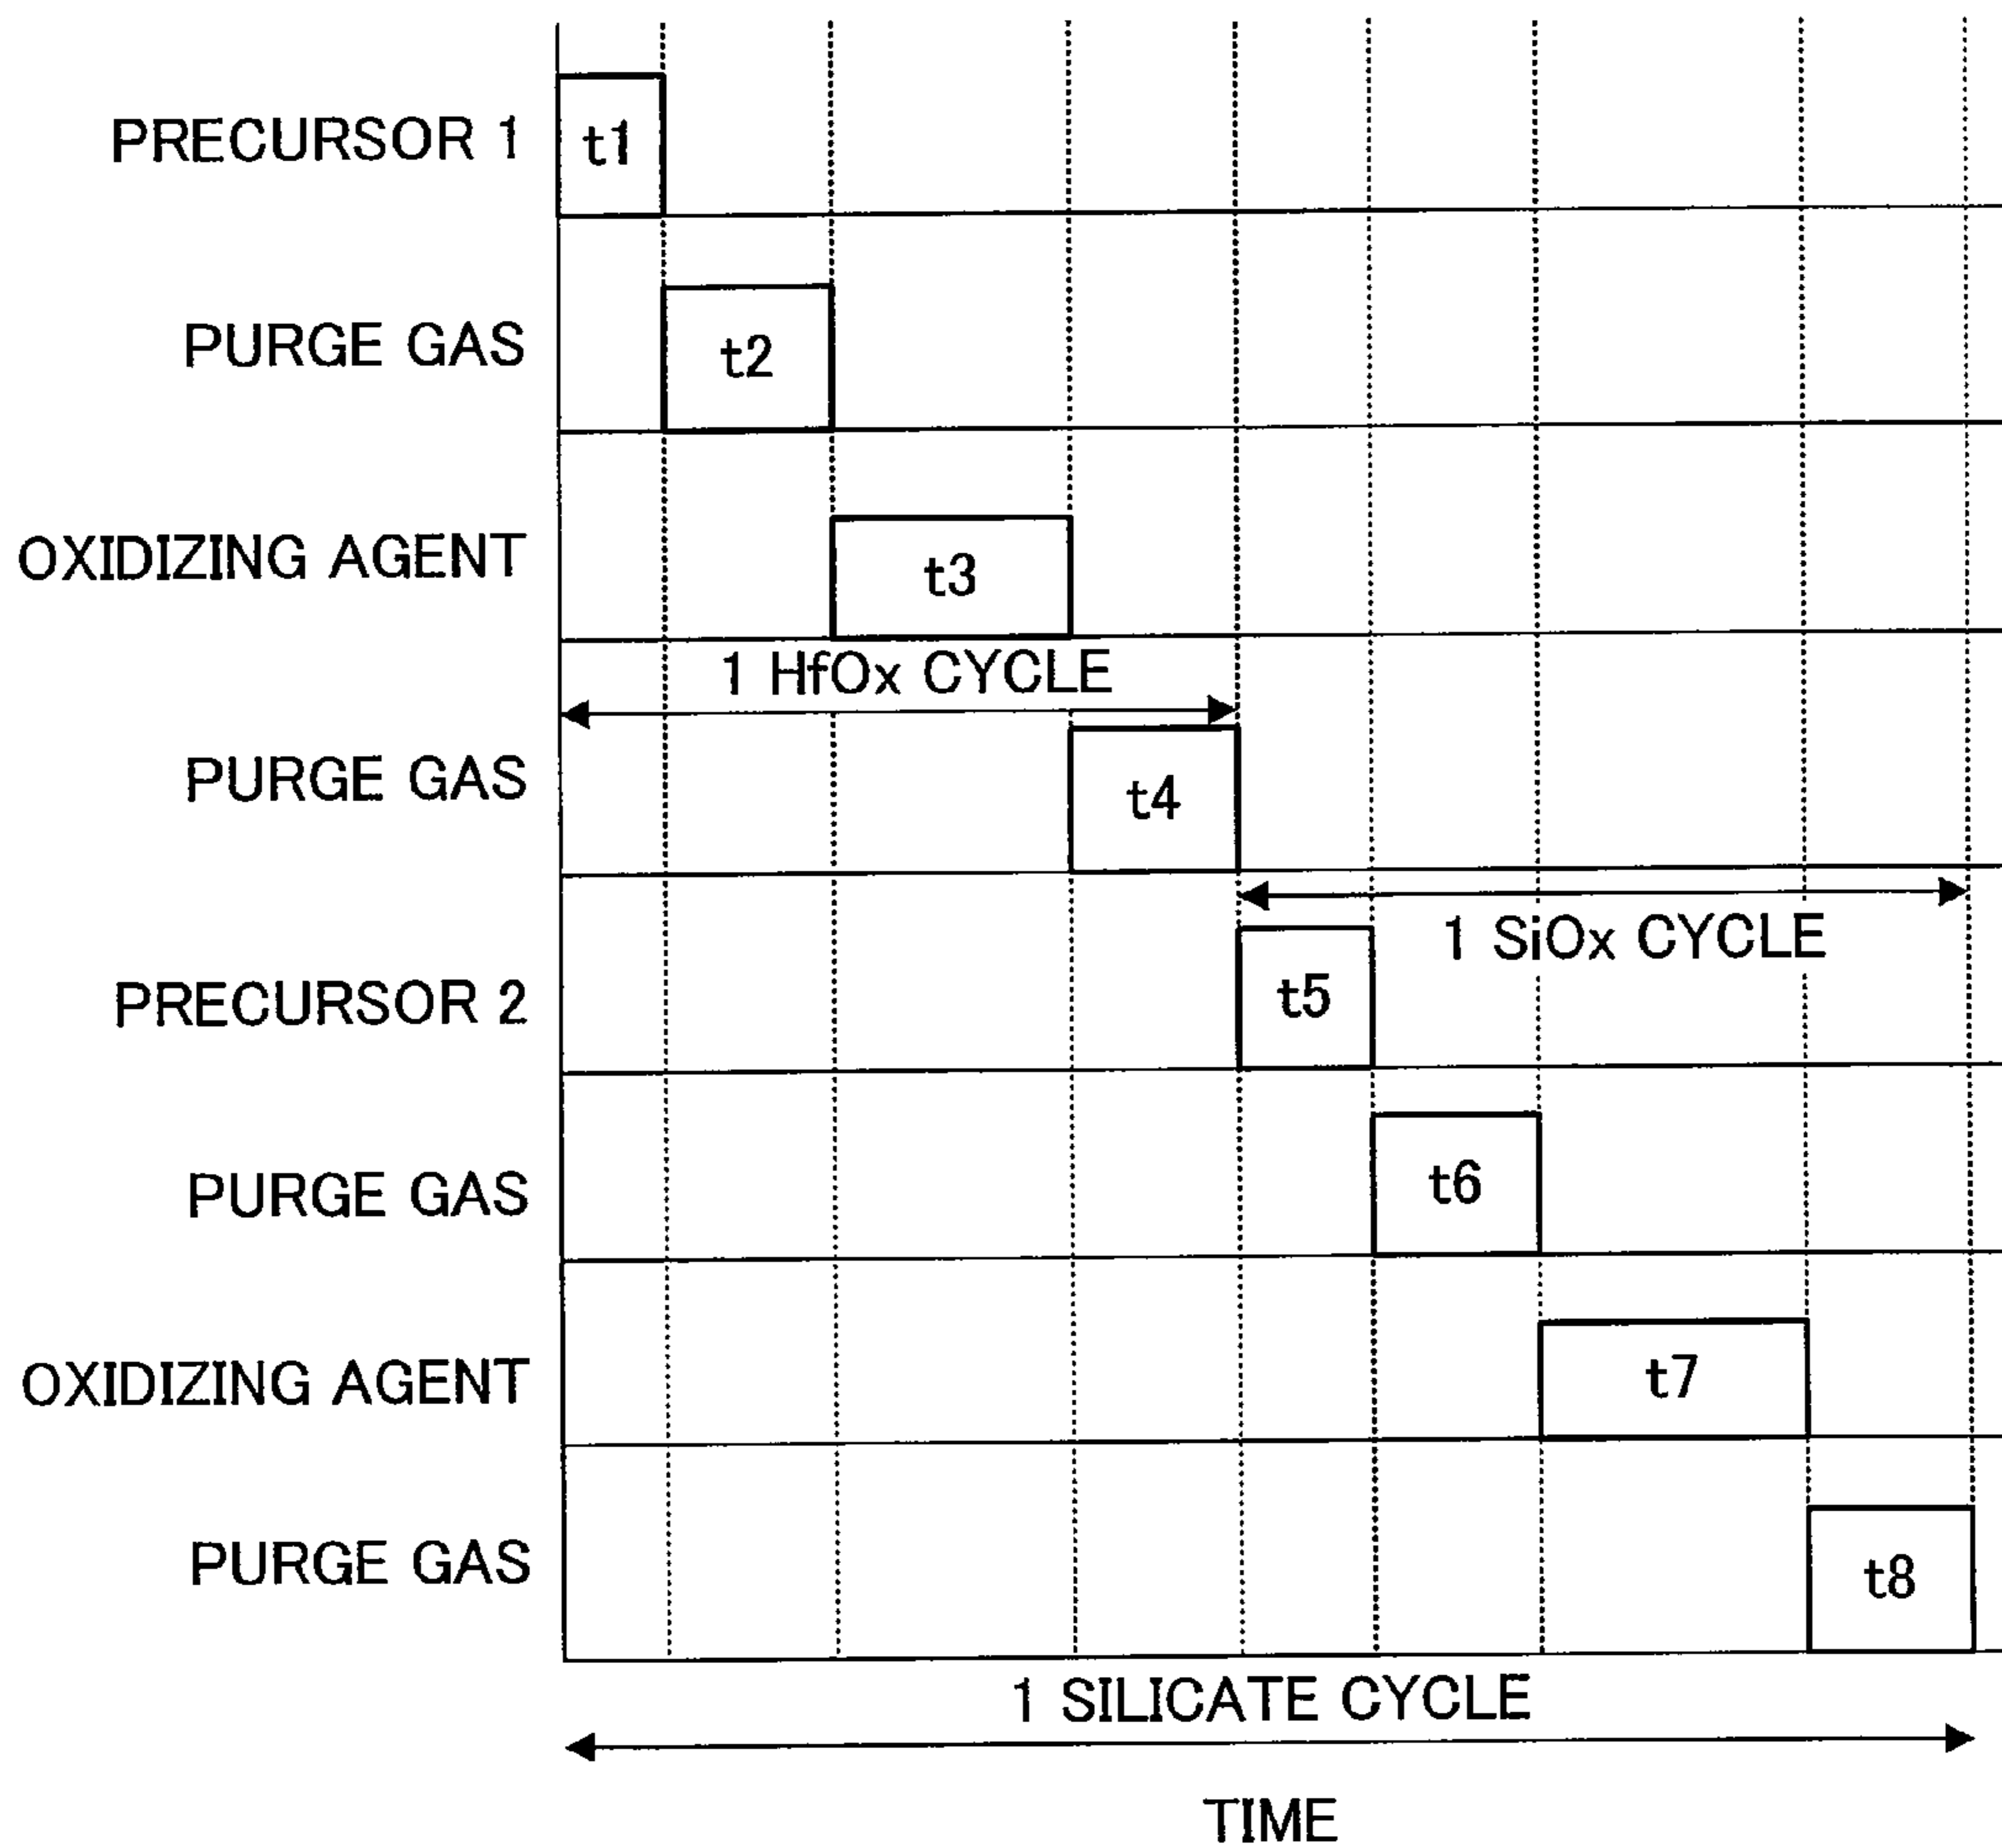 PRECURSOR 1
t1
PURGE GAS
t2
OXIDIZING AGENT
t3
1 HfOx CYCLE
PURGE GAS
t4
1 SiOx CYCLE
PRECURSOR 2
t5
PURGE GAS
t6
OXIDIZING AGENT
t7
PURGE GAS
t8
1 SILICATE CYCLE
TIME